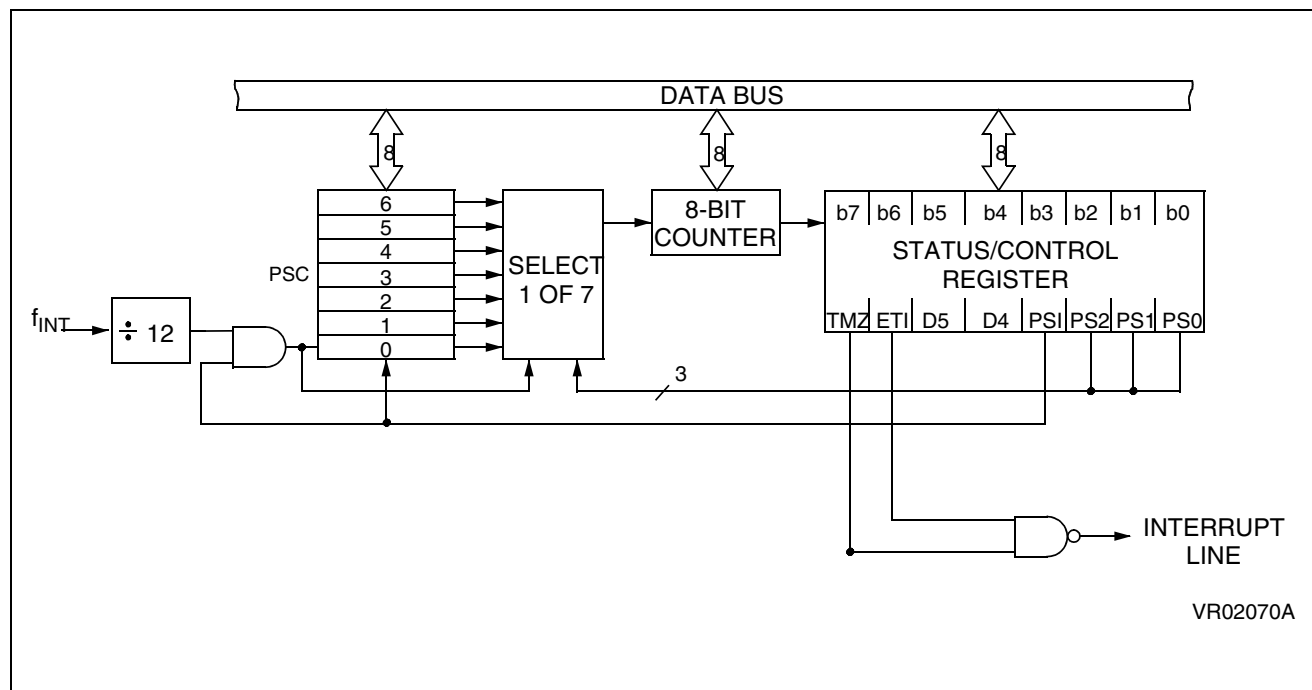 DATA BUS
8 8 8
6
5
4
3
2
1
0
PSC
SELECT
1 OF 7
8-BIT
COUNTER
b7 b6 b5 b4 b3 b2 b1 b0
STATUS/CONTROL
REGISTER
TMZ ETI D5 D4 PSI PS2 PS1 PS0
fINT
÷ 12
3
INTERRUPT
LINE
VR02070A